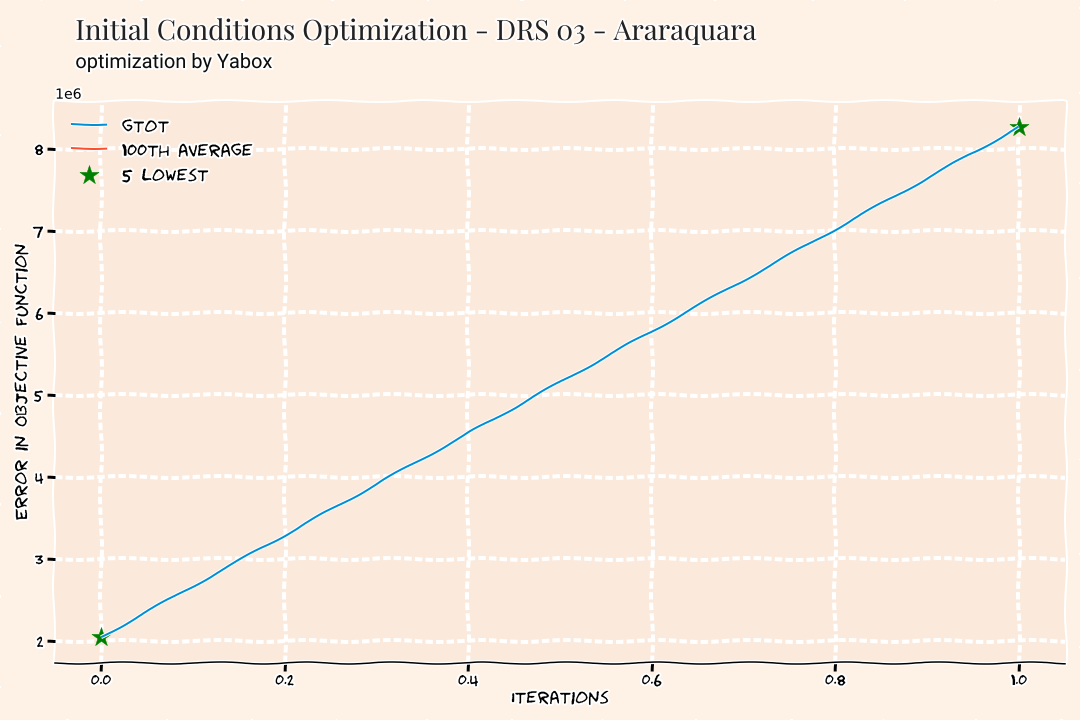 Initial Conditions Optimization - DRS 03 - Araraquara
optimization by Yabox
1e6
GTOT
100TH AVERAGE
5 LOWEST
8
7
6
5
4
3
2
ERROR IN OBJECTIVE FUNCTION
0.0 0.2 0.4 0.6 0.8 1.0
ITERATIONS